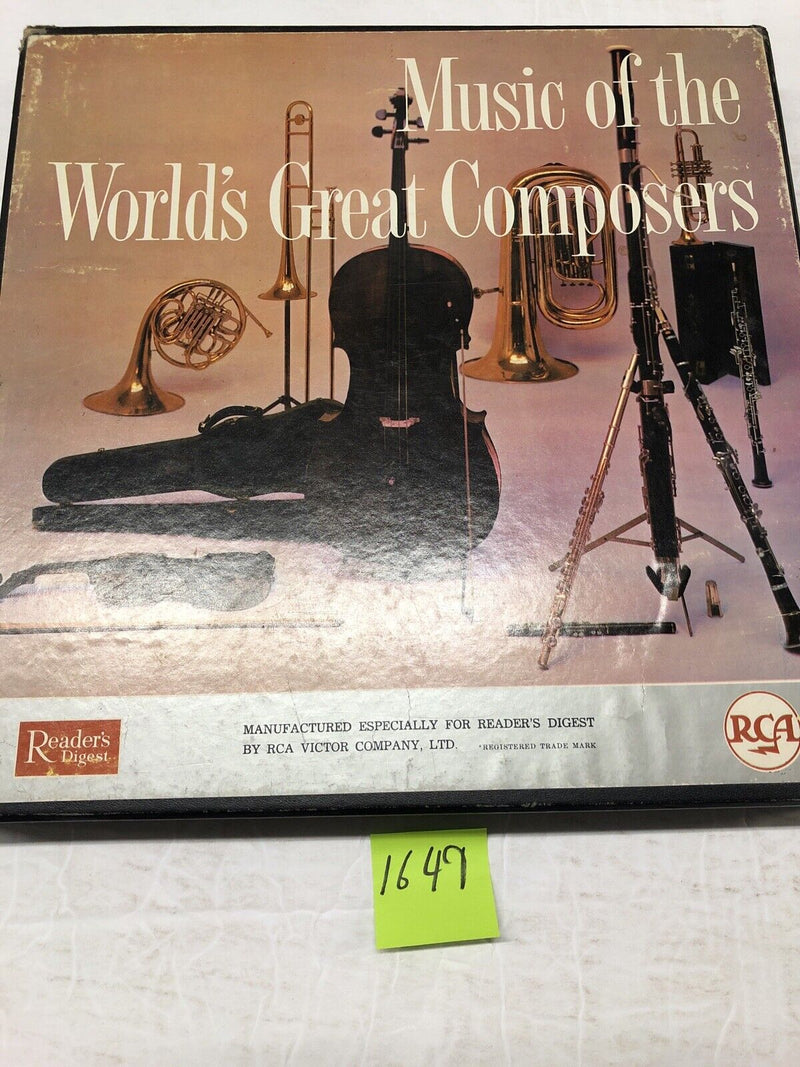 Music of the
World's Great Composers
Reader's
Digest
MANUFACTURED ESPECIALLY FOR READER'S DIGEST
BY RCA VICTOR COMPANY, LTD. *REGISTERED TRADE MARK
RCA
1647